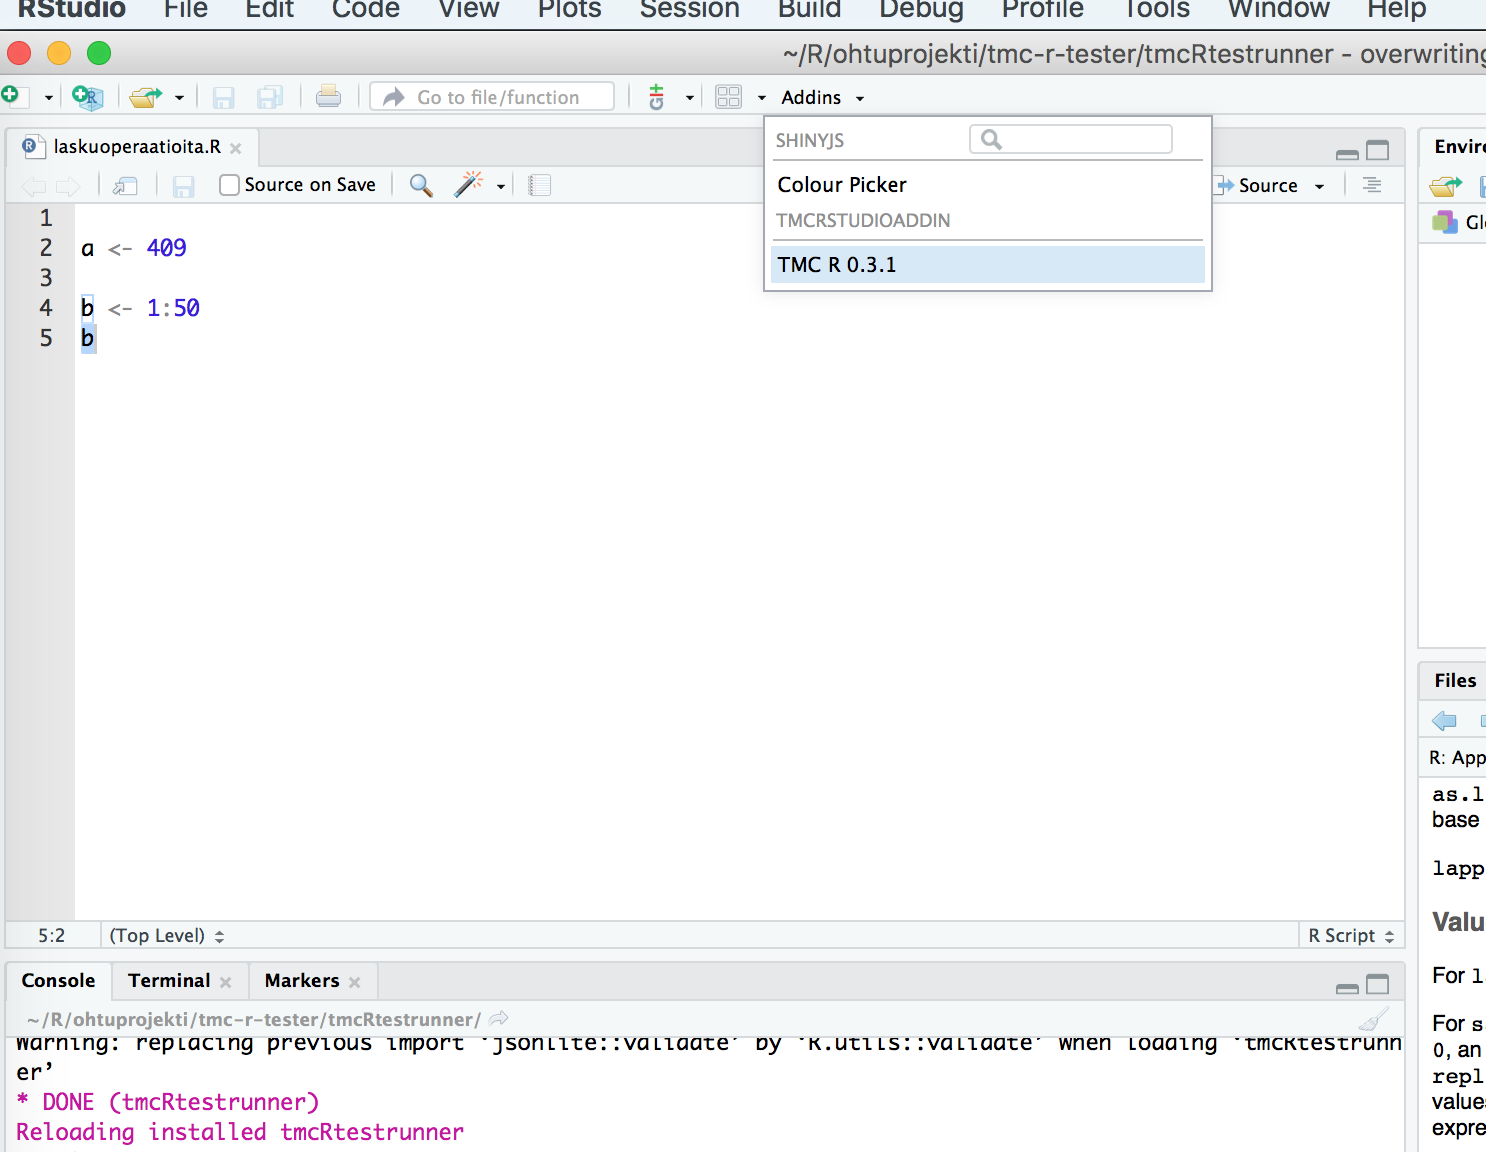 RStudio File Edit Code View Plots Session Build Debug Profile Tools Window Help
~/R/ohtuprojekti/tmc-r-tester/tmcRtestrunner - overwriting
Go to file/function Addins
laskuoperaatioita.R
Source on Save
Source
SHINYJS
Colour Picker
TMCRSTUDIOADDIN
TMC R 0.3.1
1
2 a <- 409
3
4 b <- 1:50
5 b
5:2 (Top Level) R Script
Console Terminal Markers
~/R/ohtuprojekti/tmc-r-tester/tmcRtestrunner/
Warning: replacing previous import ‘jsonlite::validate’ by ‘R.utils::validate’ when loading ‘tmcRtestrunn
er’
* DONE (tmcRtestrunner)
Reloading installed tmcRtestrunner
Files
R: App
as.l
base
lapp
Valu
For l
For s
0, an
repl
values
expre